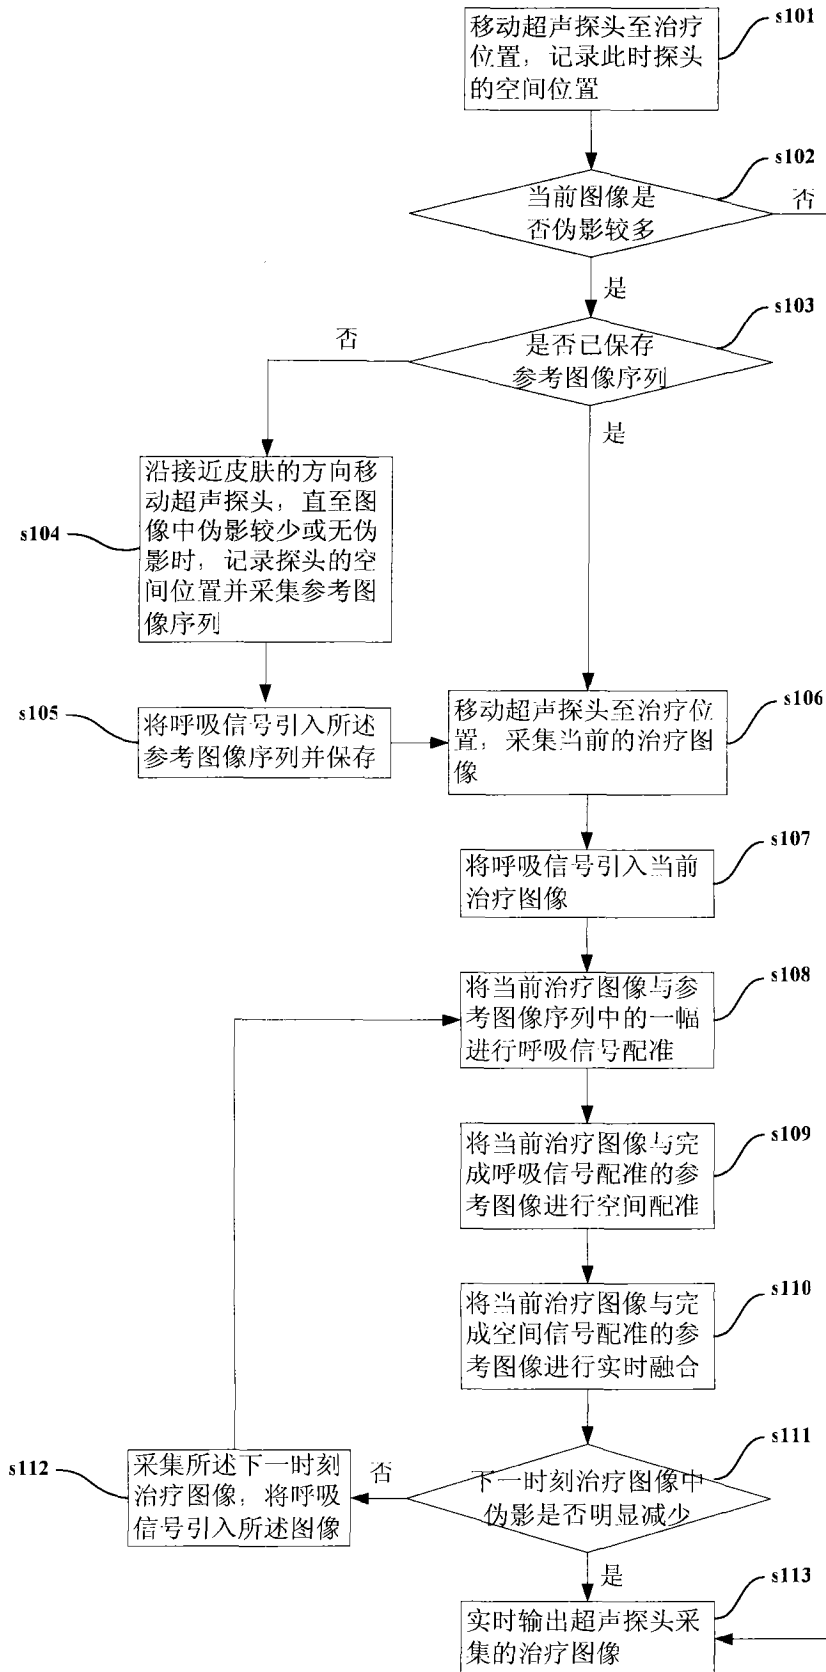 s101
移动超声探头至治疗
位置，记录此时探头
的空间位置
s102
当前图像是
否伪影较多
否
是
s103
是否已保存
参考图像序列
否
是
s104
沿接近皮肤的方向移
动超声探头，直至图
像中伪影较少或无伪
影时，记录探头的空
间位置并采集参考图
像序列
s105
将呼吸信号引入所述
参考图像序列并保存
s106
移动超声探头至治疗位
置，采集当前的治疗图
像
s107
将呼吸信号引入当前
治疗图像
s108
将当前治疗图像与参
考图像序列中的一幅
进行呼吸信号配准
s109
将当前治疗图像与完
成呼吸信号配准的参
考图像进行空间配准
s110
将当前治疗图像与完
成空间信号配准的参
考图像进行实时融合
s111
下一时刻治疗图像中
伪影是否明显减少
否
是
s112
采集所述下一时刻
治疗图像，将呼吸
信号引入所述图像
s113
实时输出超声探头采
集的治疗图像